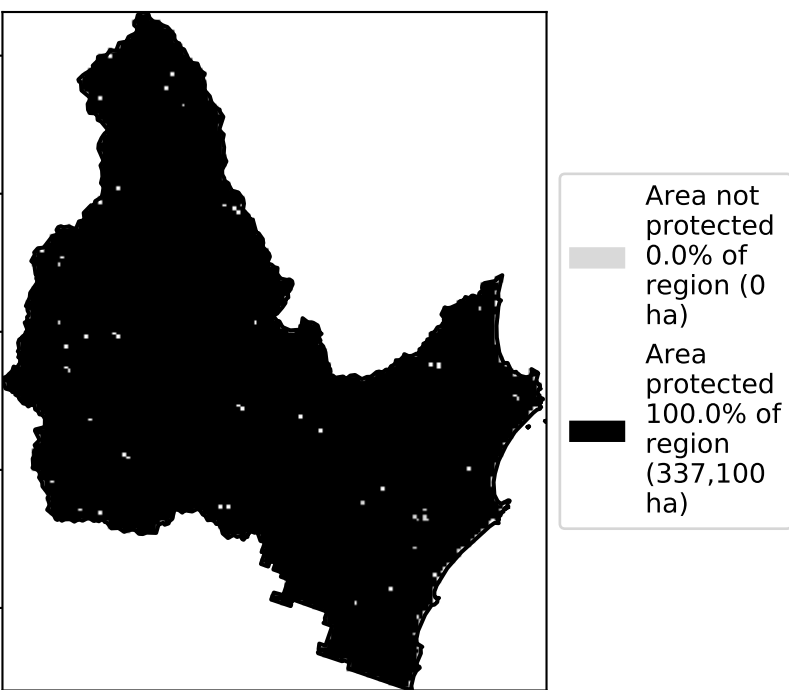 Area not
protected
0.0% of
region (0
ha)
Area
protected
100.0% of
region
(337,100
ha)